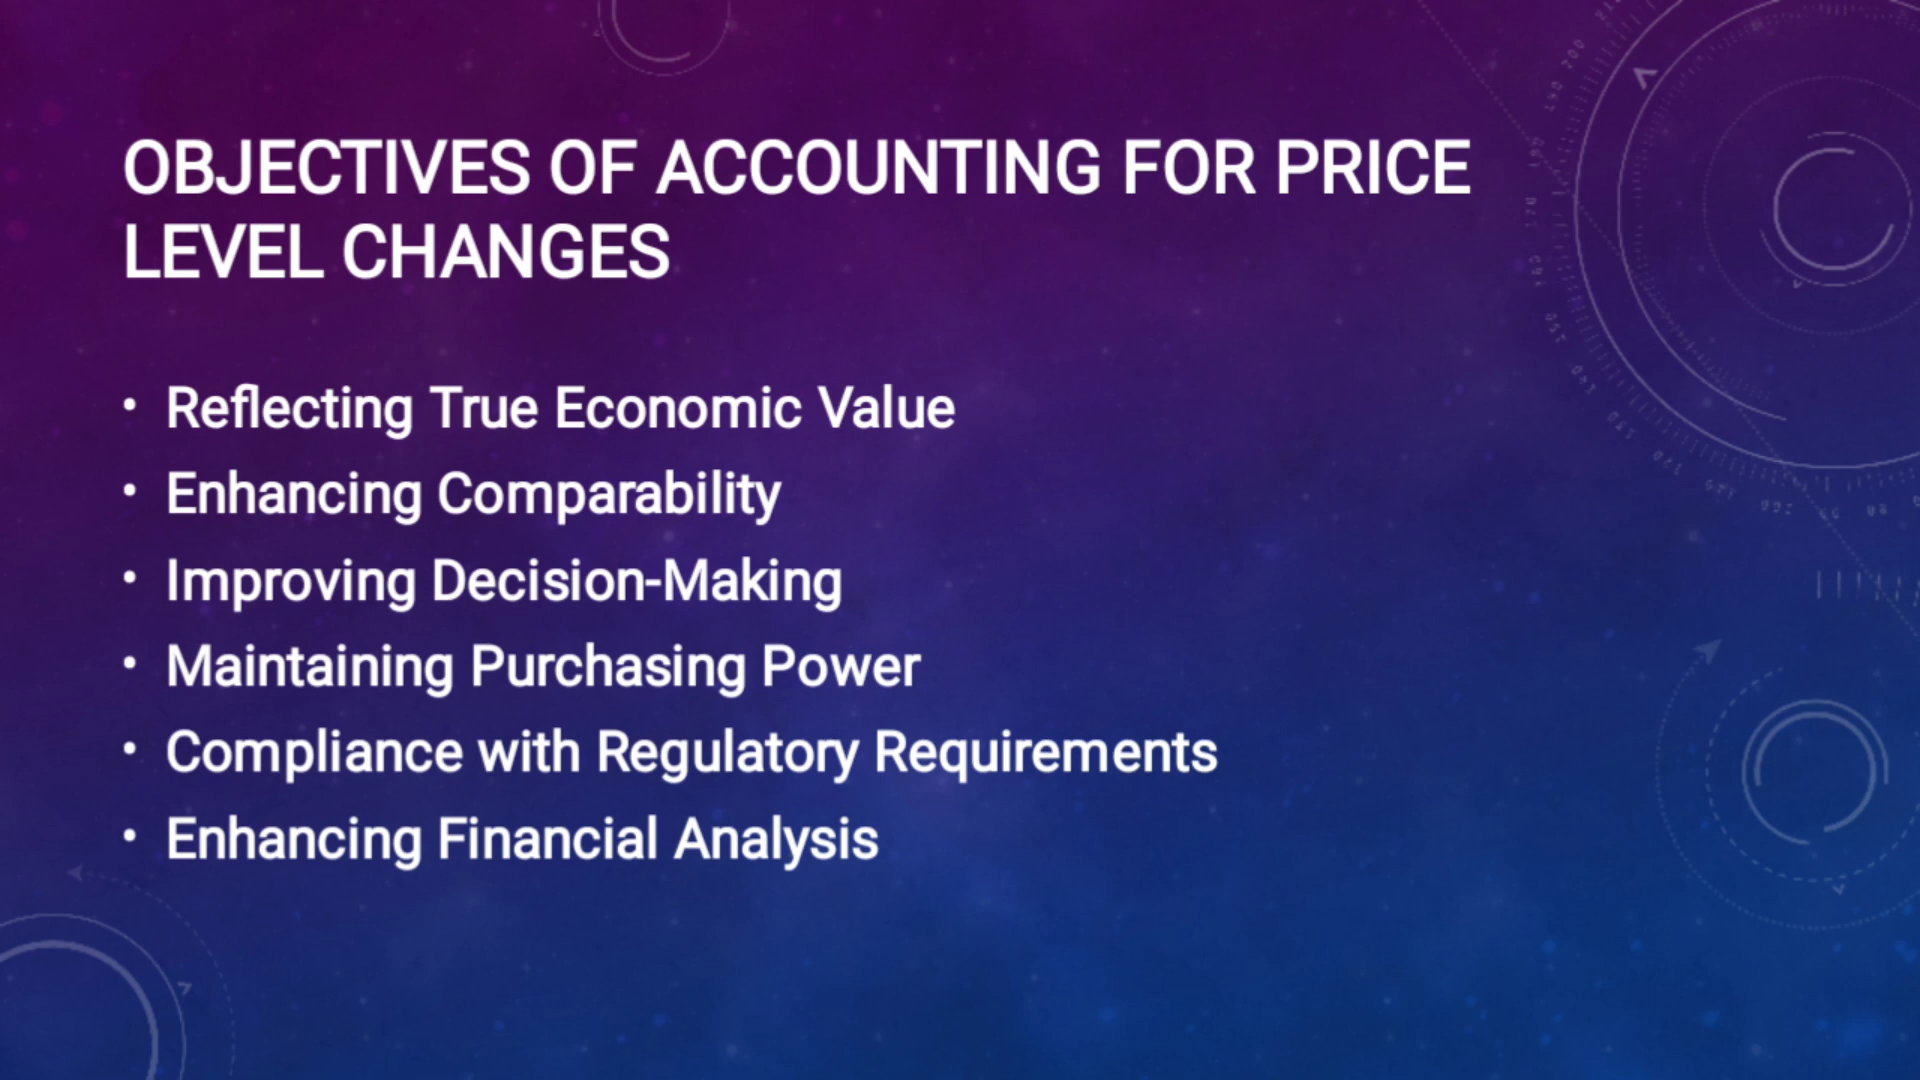 OBJECTIVES OF ACCOUNTING FOR PRICE
LEVEL CHANGES
• Reflecting True Economic Value
• Enhancing Comparability
• Improving Decision-Making
• Maintaining Purchasing Power
• Compliance with Regulatory Requirements
• Enhancing Financial Analysis